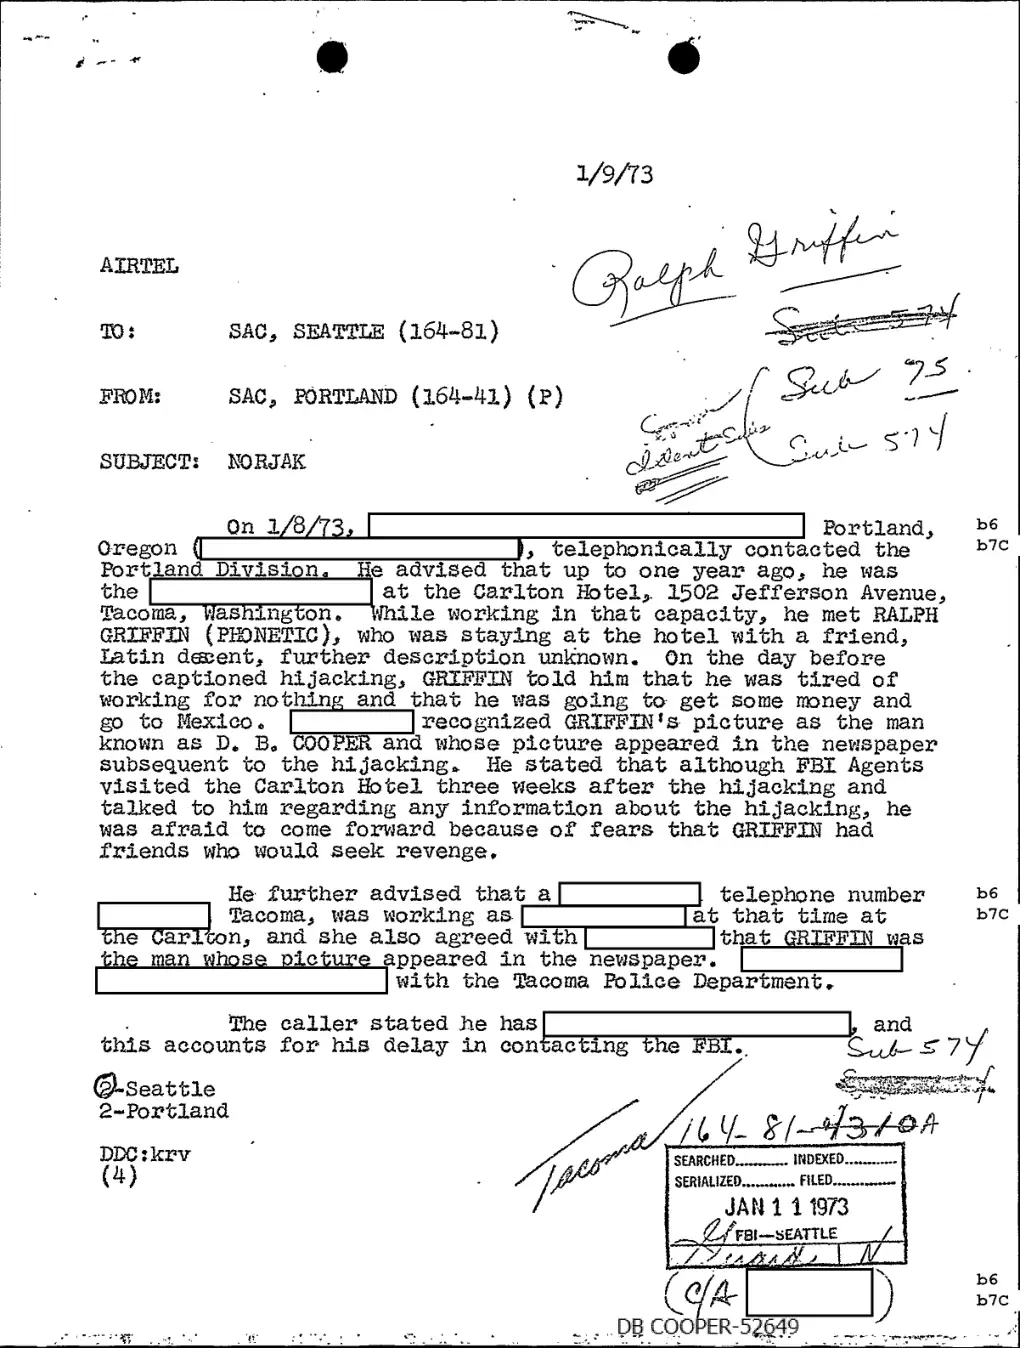 1/9/73
Ralph Griffin
AIRTEL
Sub 574
TO: SAC, SEATTLE (164-81)
Sub 95
FROM: SAC, PORTLAND (164-41) (P)
Ident Subs
Sub 574
SUBJECT: NORJAK
On 1/8/73, Portland, b6
Oregon ( ), telephonically contacted the b7C
Portland Division. He advised that up to one year ago, he was
the at the Carlton Hotel, 1502 Jefferson Avenue,
Tacoma, Washington. While working in that capacity, he met RALPH
GRIFFIN (PHONETIC), who was staying at the hotel with a friend,
Latin decent, further description unknown. On the day before
the captioned hijacking, GRIFFIN told him that he was tired of
working for nothing and that he was going to get some money and
go to Mexico. recognized GRIFFIN's picture as the man
known as D. B. COOPER and whose picture appeared in the newspaper
subsequent to the hijacking. He stated that although FBI Agents
visited the Carlton Hotel three weeks after the hijacking and
talked to him regarding any information about the hijacking, he
was afraid to come forward because of fears that GRIFFIN had
friends who would seek revenge.
He further advised that a telephone number b6
Tacoma, was working as at that time at b7C
the Carlton, and she also agreed with that GRIFFIN was
the man whose picture appeared in the newspaper.
with the Tacoma Police Department.
The caller stated he has , and
this accounts for his delay in contacting the FBI.
Sub 574
2-Seattle
2-Portland
164-81-
DDC:krv
Tacoma
(4)
SEARCHED............ INDEXED............
SERIALIZED............ FILED...............
JAN 11 1973
FBI—SEATTLE
N
(C/A ) b6
b7C
DB COOPER-52649